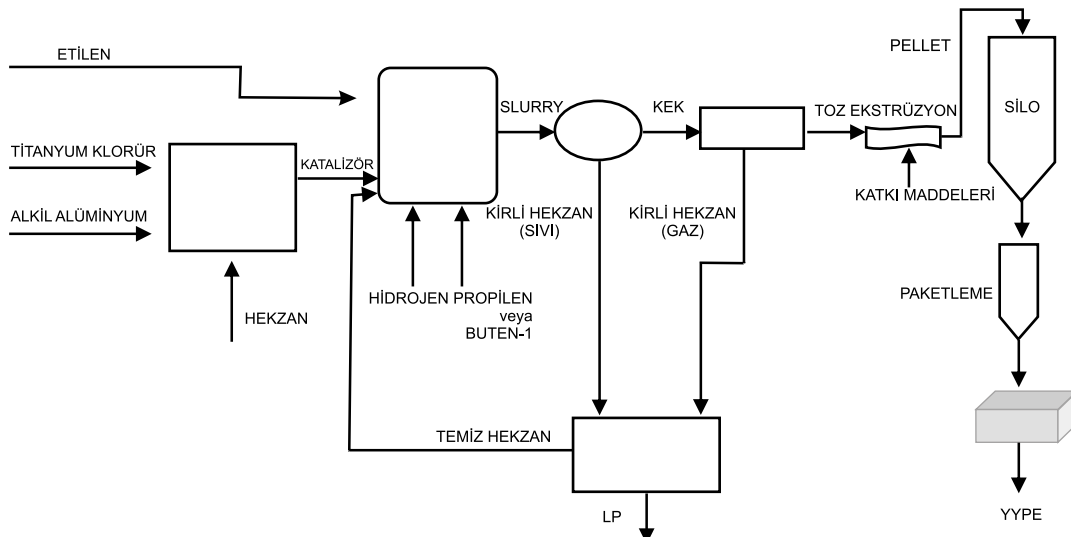 ETİLEN
PELLET
SLURRY
KEK
TOZ EKSTRÜZYON
SİLO
TİTANYUM KLORÜR
KATALİZÖR
ALKİL ALÜMİNYUM
KİRLİ HEKZAN
(SIVI)
KİRLİ HEKZAN
(GAZ)
KATKI MADDELERİ
HEKZAN
HİDROJEN
PROPİLEN
veya
BUTEN-1
PAKETLEME
TEMİZ HEKZAN
LP
YYPE